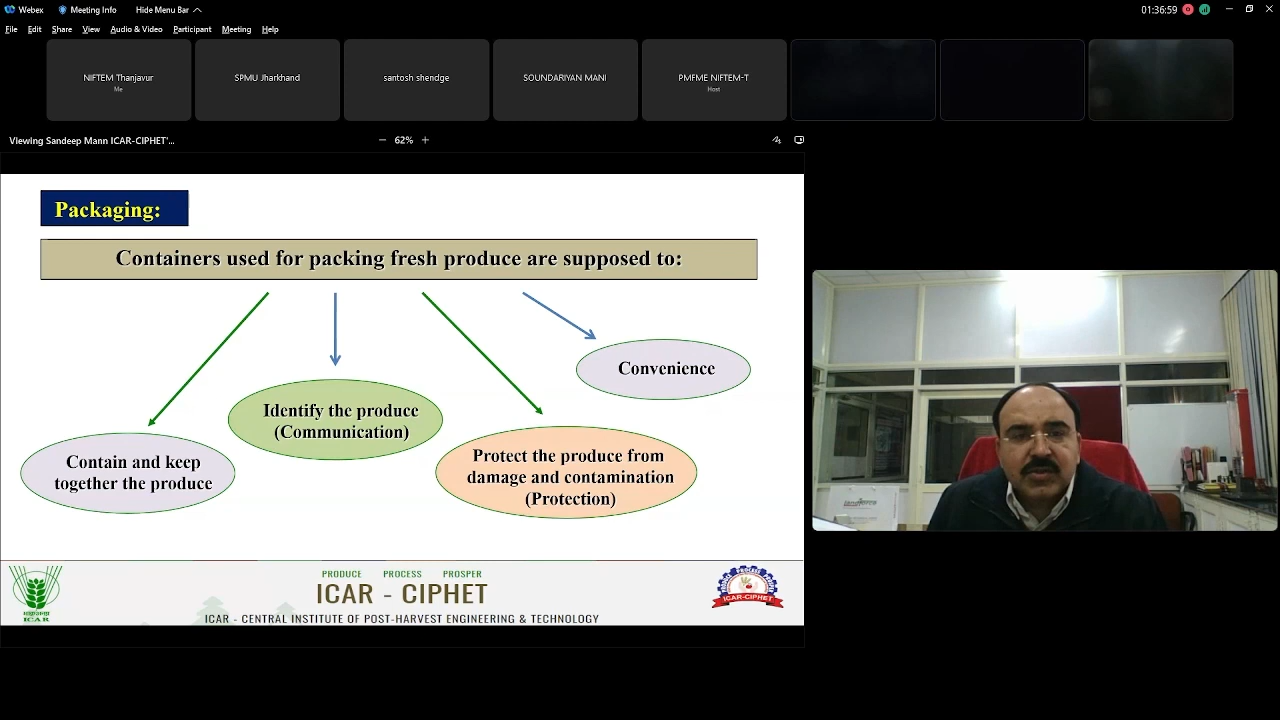 Webex
Meeting Info
Hide Menu Bar
01:36:59
File Edit Share View Audio & Video Participant Meeting Help
NIFTEM Thanjavur
Me
SPMU Jharkhand
santosh shendge
SOUNDARIYAN MANI
PMFME NIFTEM-T
Host
Viewing Sandeep Mann ICAR-CIPHET'...
62%
Packaging:
Containers used for packing fresh produce are supposed to:
Convenience
Identify the produce
(Communication)
Contain and keep
together the produce
Protect the produce from
damage and contamination
(Protection)
PRODUCE PROCESS PROSPER
ICAR - CIPHET
ICAR - CENTRAL INSTITUTE OF POST-HARVEST ENGINEERING & TECHNOLOGY
ICAR
ICAR-CIPHET